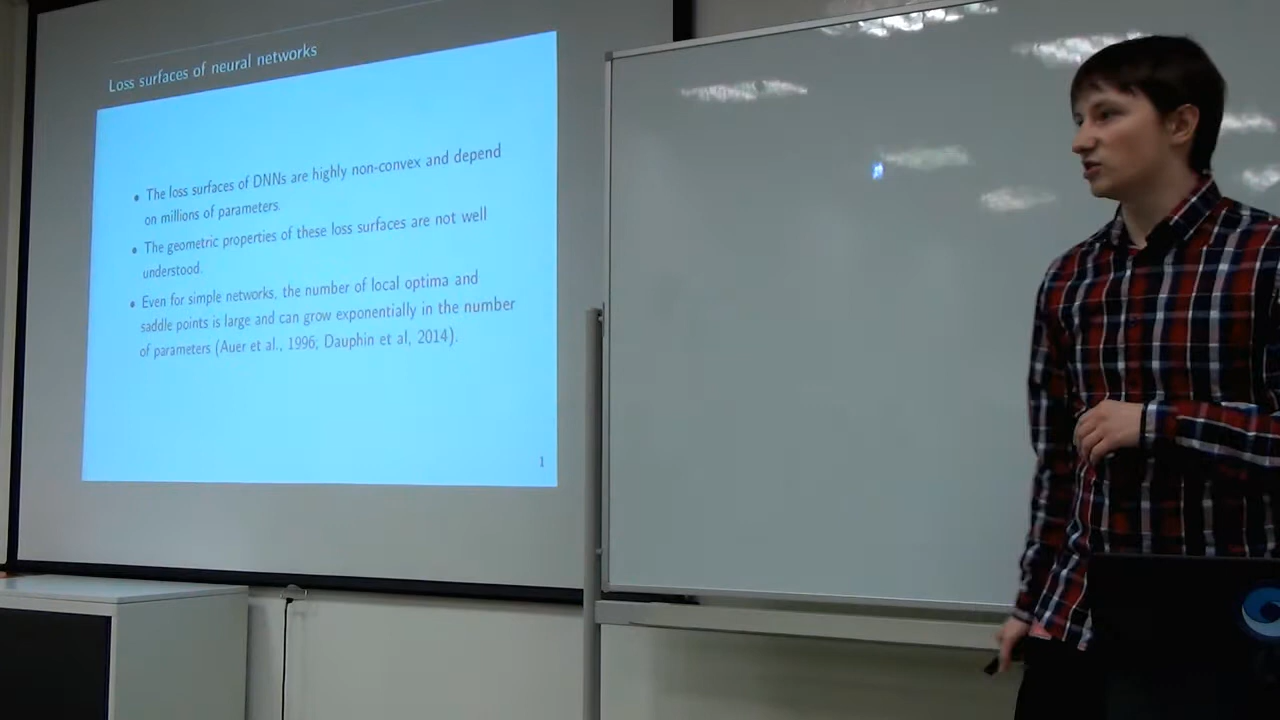 Loss surfaces of neural networks
• The loss surfaces of DNNs are highly non-convex and depend
on millions of parameters.
• The geometric properties of these loss surfaces are not well
understood.
• Even for simple networks, the number of local optima and
saddle points is large and can grow exponentially in the number
of parameters (Auer et al., 1996; Dauphin et al, 2014).
1